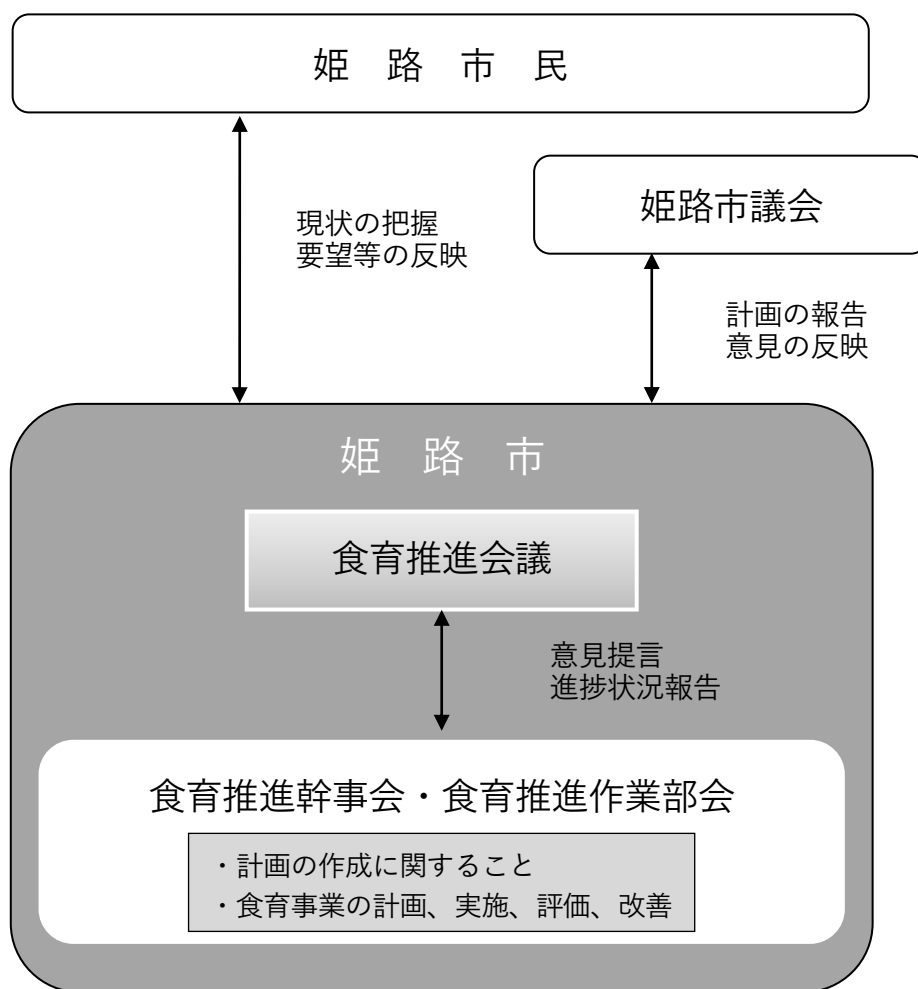 姫 路 市 民
姫路市議会
現状の把握
要望等の反映
計画の報告
意見の反映
姫 路 市
食育推進会議
意見提言
進捗状況報告
食育推進幹事会・食育推進作業部会
・計画の作成に関すること
・食育事業の計画、実施、評価、改善